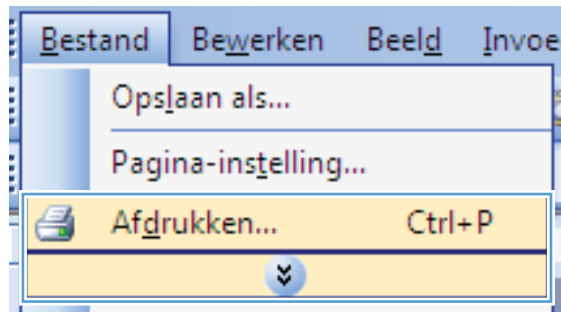 Bestand Bewerken Beeld Invoe
Opslaan als...
Pagina-instelling...
Afdrukken... Ctrl+P